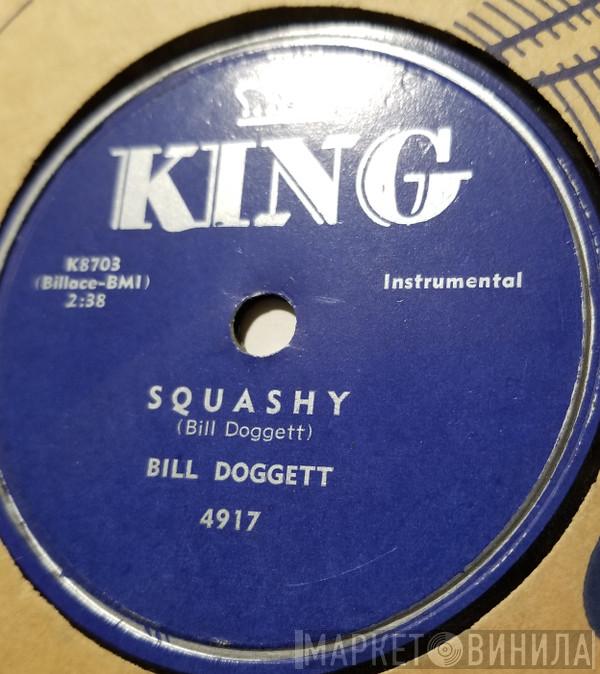 KING
K8703
(Billace-BMI)
2:38
Instrumental
SQUASHY
(Bill Doggett)
BILL DOGGETT
4917
МАРКЕТ ВИНИЛА